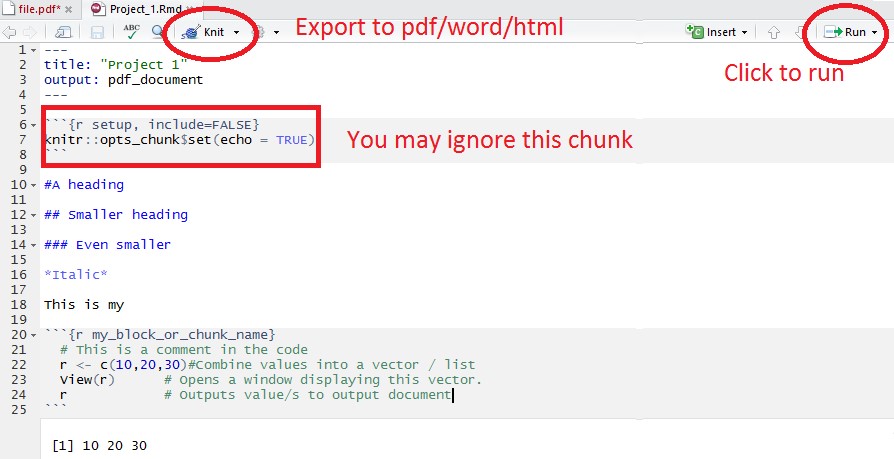 file.pdf* Project_1.Rmd
ABC Knit Insert Run
Export to pdf/word/html
Click to run
1 ---
2 title: "Project 1"
3 output: pdf_document
4 ---
5
6 ```{r setup, include=FALSE}
7 knitr::opts_chunk$set(echo = TRUE)
8 ```
You may ignore this chunk
9
10 #A heading
11
12 ## Smaller heading
13
14 ### Even smaller
15
16 *Italic*
17
18 This is my
19
20 ```{r my_block_or_chunk_name}
21 # This is a comment in the code
22 r <- c(10,20,30)#Combine values into a vector / list
23 View(r) # Opens a window displaying this vector.
24 r # Outputs value/s to output document
25 ```
[1] 10 20 30